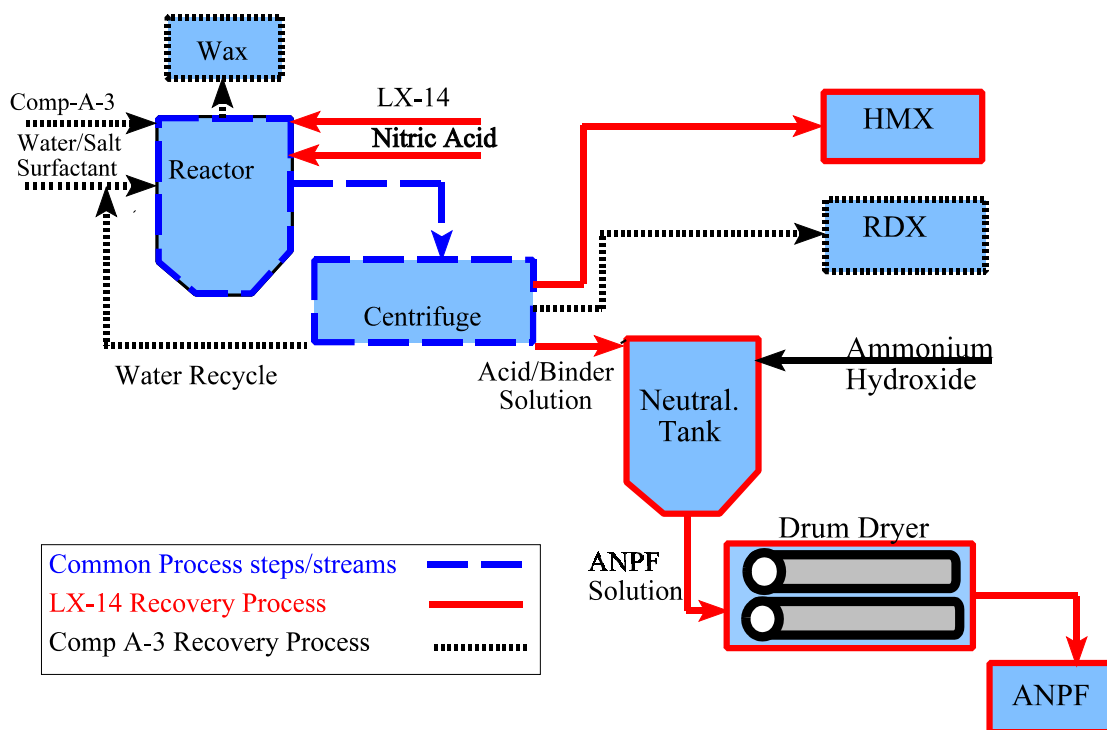 Wax
Comp-A-3
LX-14
HMX
Water/Salt
Surfactant
Nitric Acid
Reactor
RDX
Centrifuge
Water Recycle
Acid/Binder
Solution
Ammonium
Hydroxide
Neutral.
Tank
Drum Dryer
ANPF
Solution
Common Process steps/streams
LX-14 Recovery Process
Comp A-3 Recovery Process
ANPF